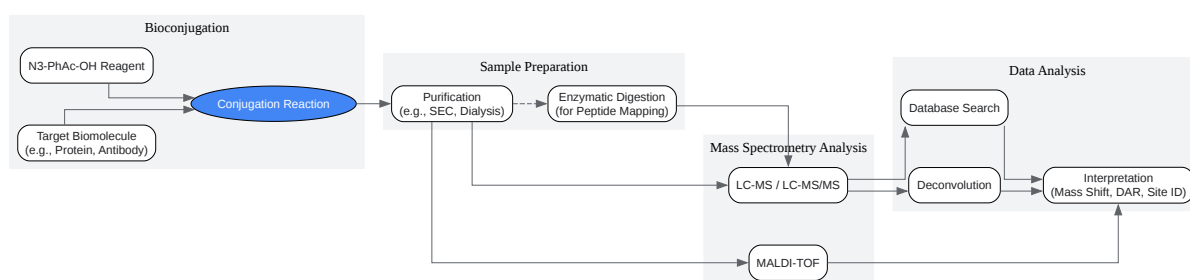 Bioconjugation
N3-PhAc-OH Reagent
Conjugation Reaction
Target Biomolecule
(e.g., Protein, Antibody)
Sample Preparation
Purification
(e.g., SEC, Dialysis)
Enzymatic Digestion
(for Peptide Mapping)
Mass Spectrometry Analysis
LC-MS / LC-MS/MS
MALDI-TOF
Data Analysis
Database Search
Deconvolution
Interpretation
(Mass Shift, DAR, Site ID)